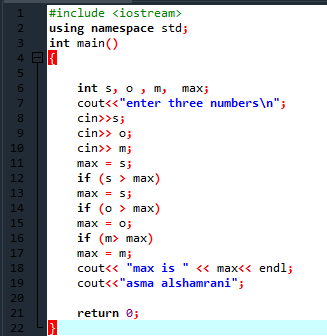 1 #include <iostream>
2 using namespace std;
3 int main()
4 {
5
6 int s, o , m,  max;
7 cout<<"enter three numbers\n";
8 cin>>s;
9 cin>> o;
10 cin>> m;
11 max = s;
12 if (s > max)
13 max = s;
14 if (o > max)
15 max = o;
16 if (m> max)
17 max = m;
18 cout<< "max is " << max<< endl;
19 cout<<"asma alshamrani";
20
21 return 0;
22 }